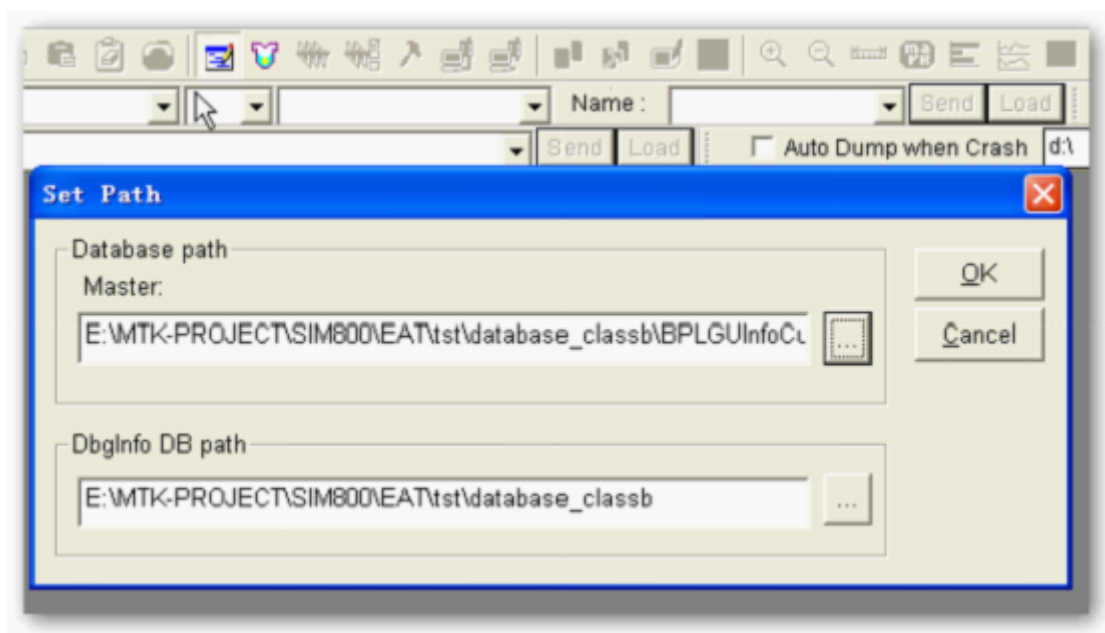 Name :
Send
Load
Send
Load
Auto Dump when Crash
d:\
Set Path
Database path
Master:
E:\MTK-PROJECT\SIM800\EAT\tst\database_classb\BPLGUInfoCu
...
OK
Cancel
DbgInfo DB path
E:\MTK-PROJECT\SIM800\EAT\tst\database_classb
...